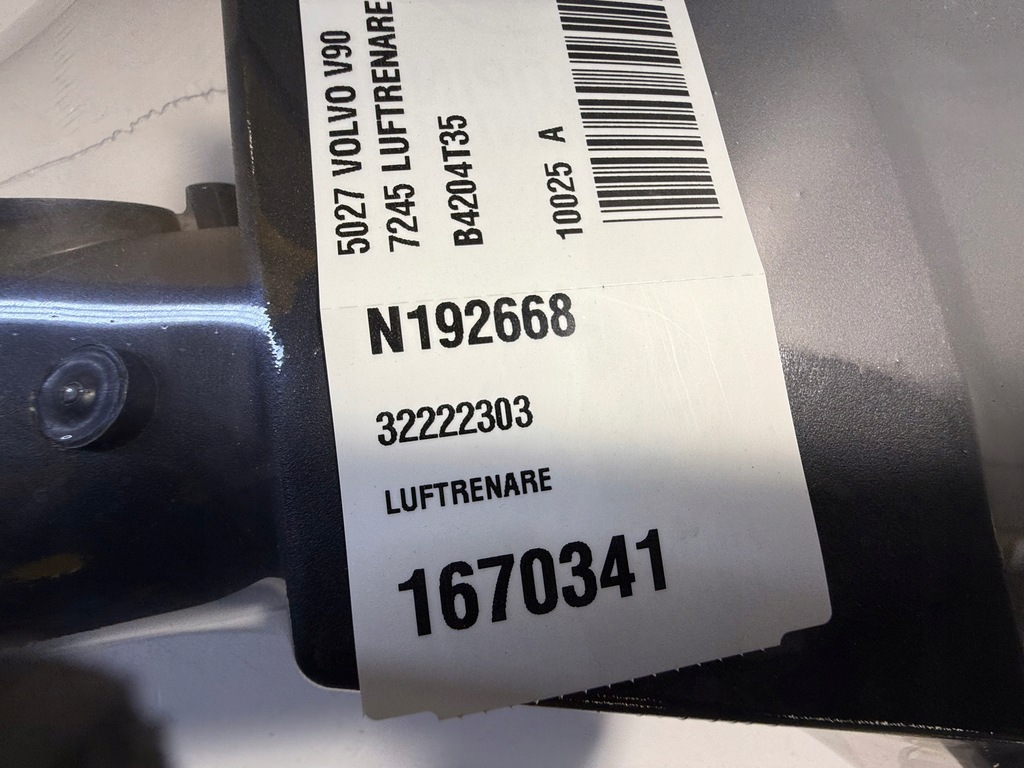 5027 VOLVO V90
7245 LUFTRENARE
B4204T35
10025 A
N192668
32222303
LUFTRENARE
1670341